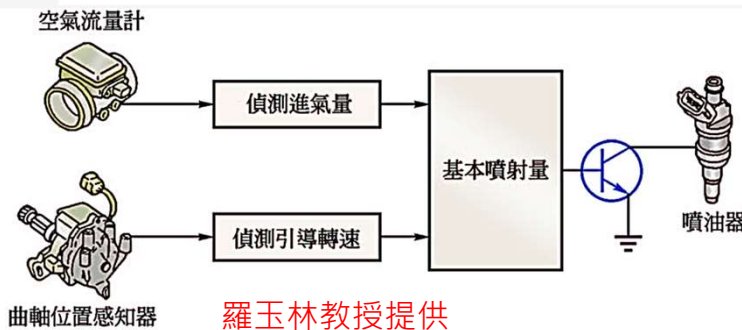 空氣流量計
偵測進氣量
基本噴射量
噴油器
偵測引導轉速
曲軸位置感知器
羅玉林教授提供